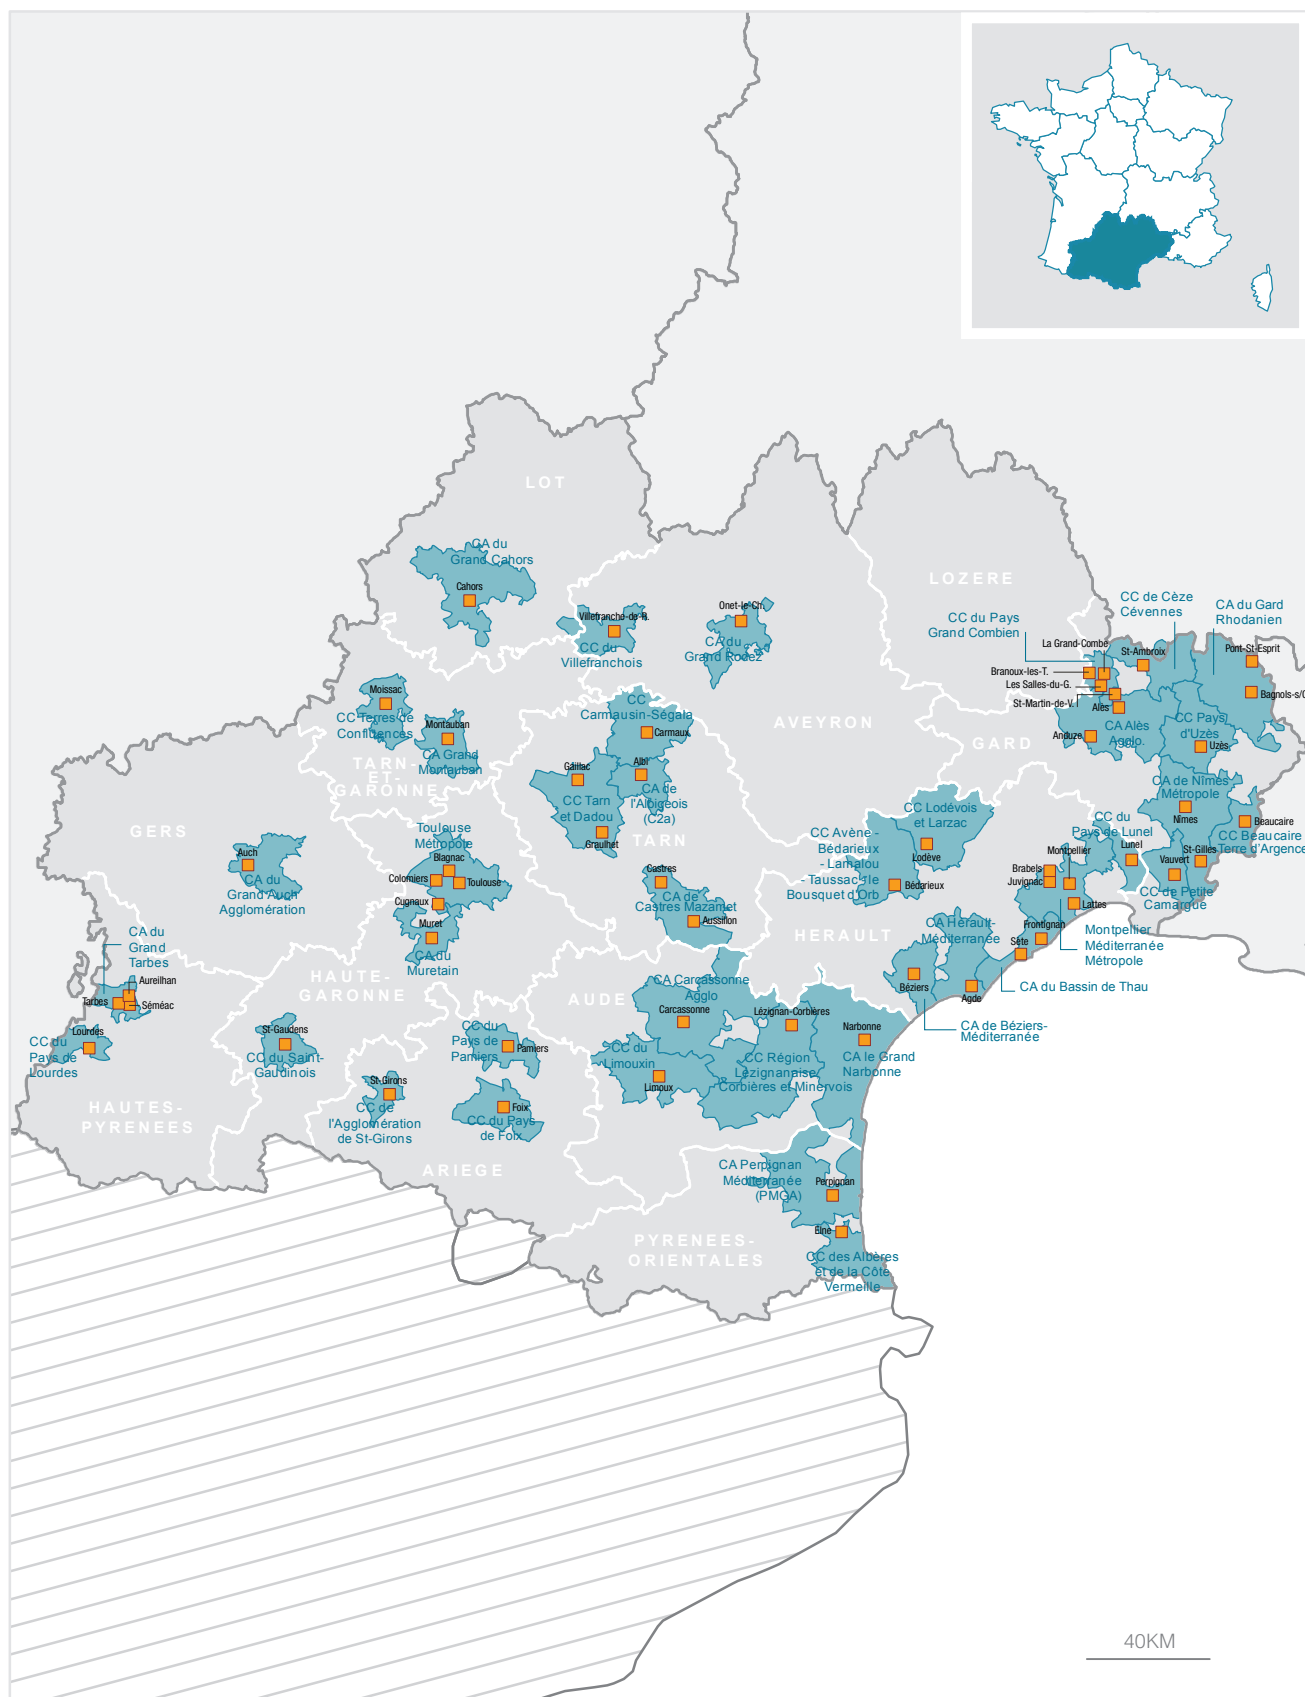 LOT
CA du
Grand Cahors
Cahors
Villefranche-de-R.
CC du
Villefranchois
Onet-le-Ch.
CA du
Grand Rodez
LOZERE
CC de Cèze
Cévennes
CA du Gard
Rhodanien
CC du Pays
Grand Combien
La Grand-Combe
St-Ambroix
Pont-St-Esprit
Branoux-les-T.
Les Salles-du-G.
St-Martin-de-V.
Bagnols-s/C
Alès
Anduze
CA Alès
Agglo.
CC Pays
d'Uzès
Uzès
Moissac
CC Terres de
Confluences
Montauban
CA Grand
Montauban
TARN-
ET-
GARONNE
CC
Carmausin-Ségala
Carmaux
AVEYRON
GARD
Gaillac
Albi
CA de
l'Albigeois
(C2a)
CC Tarn
et Dadou
Graulhet
TARN
CA de Nîmes
Métropole
Nîmes
Beaucaire
CC Beaucaire
Terre d'Argence
GERS
Toulouse
Métropole
Blagnac
Colomiers
Toulouse
Cugnaux
Muret
CA du
Muretain
Auch
CA du
Grand Auch
Agglomération
CC Lodévois
et Larzac
Lodève
CC Avène -
Bédarieux
- Lamalou
- Taussac-le
Bousquet d'Orb
Bédarieux
CC du
Pays de Lunel
Lunel
Montpellier
Brabels
Juvignac
Lattes
St-Gilles
Vauvert
CC de Petite
Camargue
Castres
CA de
Castres Mazamet
Aussillon
HERAULT
CA Hérault-
Méditerranée
Frontignan
Sète
Montpellier
Méditerranée
Métropole
CA du Bassin de Thau
Béziers
Agde
CA de Béziers-
Méditerranée
CA du
Grand
Tarbes
Aureilhan
Tarbes
Séméac
HAUTE-
GARONNE
AUDE
CA Carcassonne
Agglo
Carcassonne
Lézignan-Corbières
Narbonne
CA le Grand
Narbonne
CC Région
Lézignanaise,
Corbières et Minervois
Lourdes
CC du
Pays de
Lourdes
St-Gaudens
CC du Saint-
Gaudinois
CC du
Pays de
Pamiers
Pamiers
CC du
Limouxin
Limoux
St-Girons
CC de
l'Agglomération
de St-Girons
Foix
CC du Pays
de Foix
HAUTES-
PYRENEES
ARIEGE
CA Perpignan
Méditerranée
(PMCA)
Perpignan
Elne
PYRENEES-
ORIENTALES
CC des Albères
et de la Côte
Vermeille
40KM